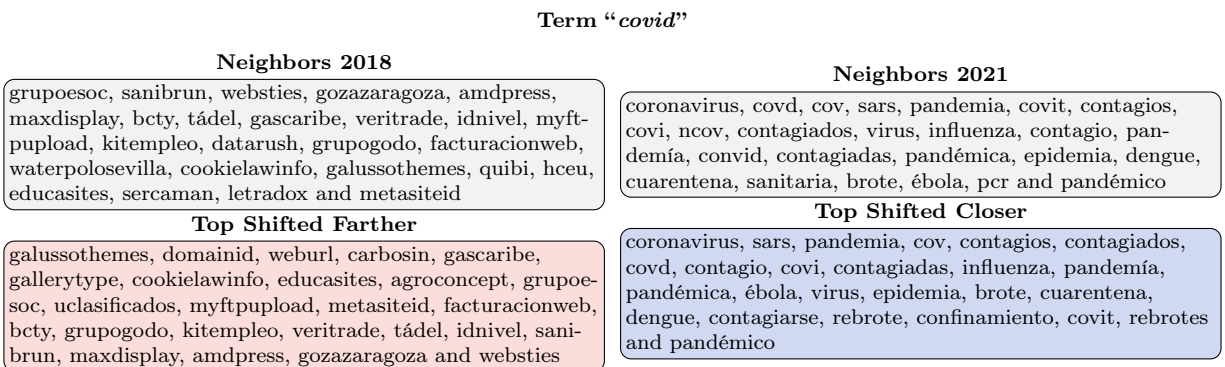 Term “covid”
Neighbors 2018
grupoesoc, sanibrun, websties, gozazaragoza, amdpress,
maxdisplay, bcty, tádel, gascaribe, veritrade, idnivel, myft-
pupload, kitempleo, datarush, grupogodo, facturacionweb,
waterpolosevilla, cookielawinfo, galussothemes, quibi, hceu,
educasites, sercaman, letradox and metasiteid
Top Shifted Farther
galussothemes, domainid, weburl, carbosin, gascaribe,
gallerytype, cookielawinfo, educasites, agroconcept, grupoe-
soc, uclasificados, myftpupload, metasiteid, facturacionweb,
bcty, grupogodo, kitempleo, veritrade, tádel, idnivel, sani-
brun, maxdisplay, amdpress, gozazaragoza and websties
Neighbors 2021
coronavirus, covd, cov, sars, pandemia, covit, contagios,
covi, ncov, contagiados, virus, influenza, contagio, pan-
demía, convid, contagiadas, pandémica, epidemia, dengue,
cuarentena, sanitaria, brote, ébola, pcr and pandémico
Top Shifted Closer
coronavirus, sars, pandemia, cov, contagios, contagiados,
covd, contagio, covi, contagiadas, influenza, pandemía,
pandémica, ébola, virus, epidemia, brote, cuarentena,
dengue, contagiarse, rebrote, confinamiento, covit, rebrotes
and pandémico